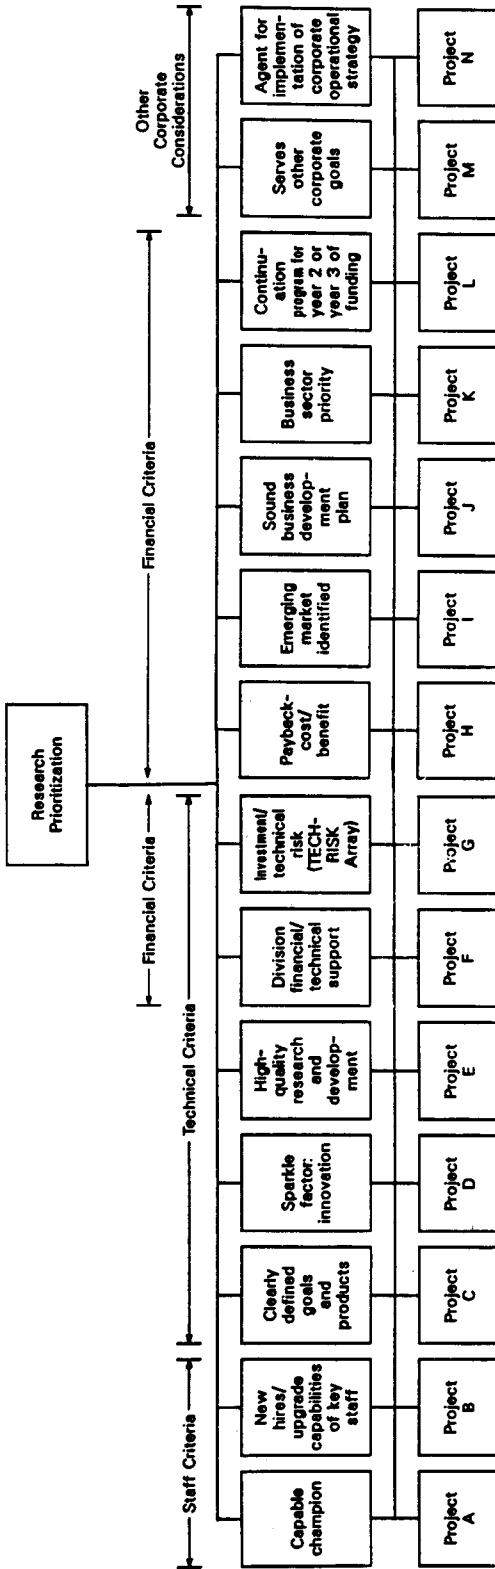 Research
Prioritization
Staff Criteria
Technical Criteria
Financial Criteria
Financial Criteria
Other
Corporate
Considerations
Capable
champion
New
hires/
upgrade
capabilities
of key
staff
Clearly
defined
goals
and
products
Sparkle
factor:
innovation
High-
quality
research
and
develop-
ment
Division
financial/
technical
support
Investment/
technical
risk
(TECH-
RISK
Array)
Payback-
cost/
benefit
Emerging
market
identified
Sound
business
develop-
ment
plan
Business
sector
priority
Continu-
ation
program for
year 2 or
year 3 of
funding
Serves
other
corporate
goals
Agent for
implemen-
tation of
corporate
operational
strategy
Project
A
Project
B
Project
C
Project
D
Project
E
Project
F
Project
G
Project
H
Project
I
Project
J
Project
K
Project
L
Project
M
Project
N